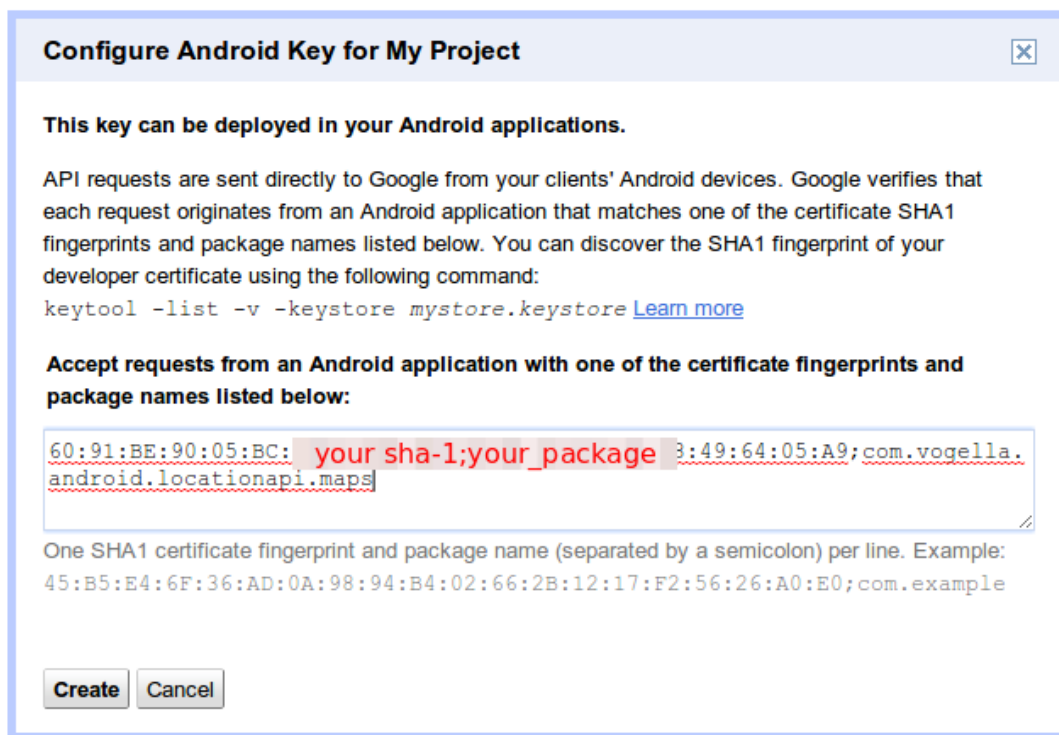 Configure Android Key for My Project
This key can be deployed in your Android applications.
API requests are sent directly to Google from your clients' Android devices. Google verifies that
each request originates from an Android application that matches one of the certificate SHA1
fingerprints and package names listed below. You can discover the SHA1 fingerprint of your
developer certificate using the following command:
keytool -list -v -keystore mystore.keystore Learn more
Accept requests from an Android application with one of the certificate fingerprints and
package names listed below:
60:91:BE:90:05:BC: your sha-1;your_package :49:64:05:A9;com.vogella.
android.locationapi.maps
One SHA1 certificate fingerprint and package name (separated by a semicolon) per line. Example:
45:B5:E4:6F:36:AD:0A:98:94:B4:02:66:2B:12:17:F2:56:26:A0:E0;com.example
Create Cancel